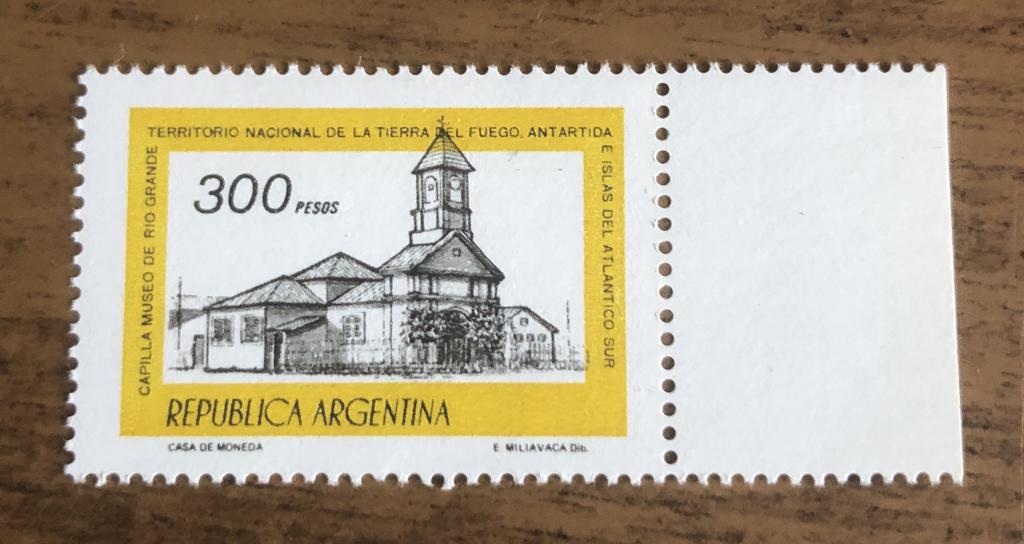 CAPILLA MUSEO DE RIO GRANDE
TERRITORIO NACIONAL DE LA TIERRA DEL FUEGO, ANTARTIDA
E ISLAS DEL ATLANTICO SUR
300 PESOS
REPUBLICA ARGENTINA
CASA DE MONEDA
E. MILIAVACA Dib.